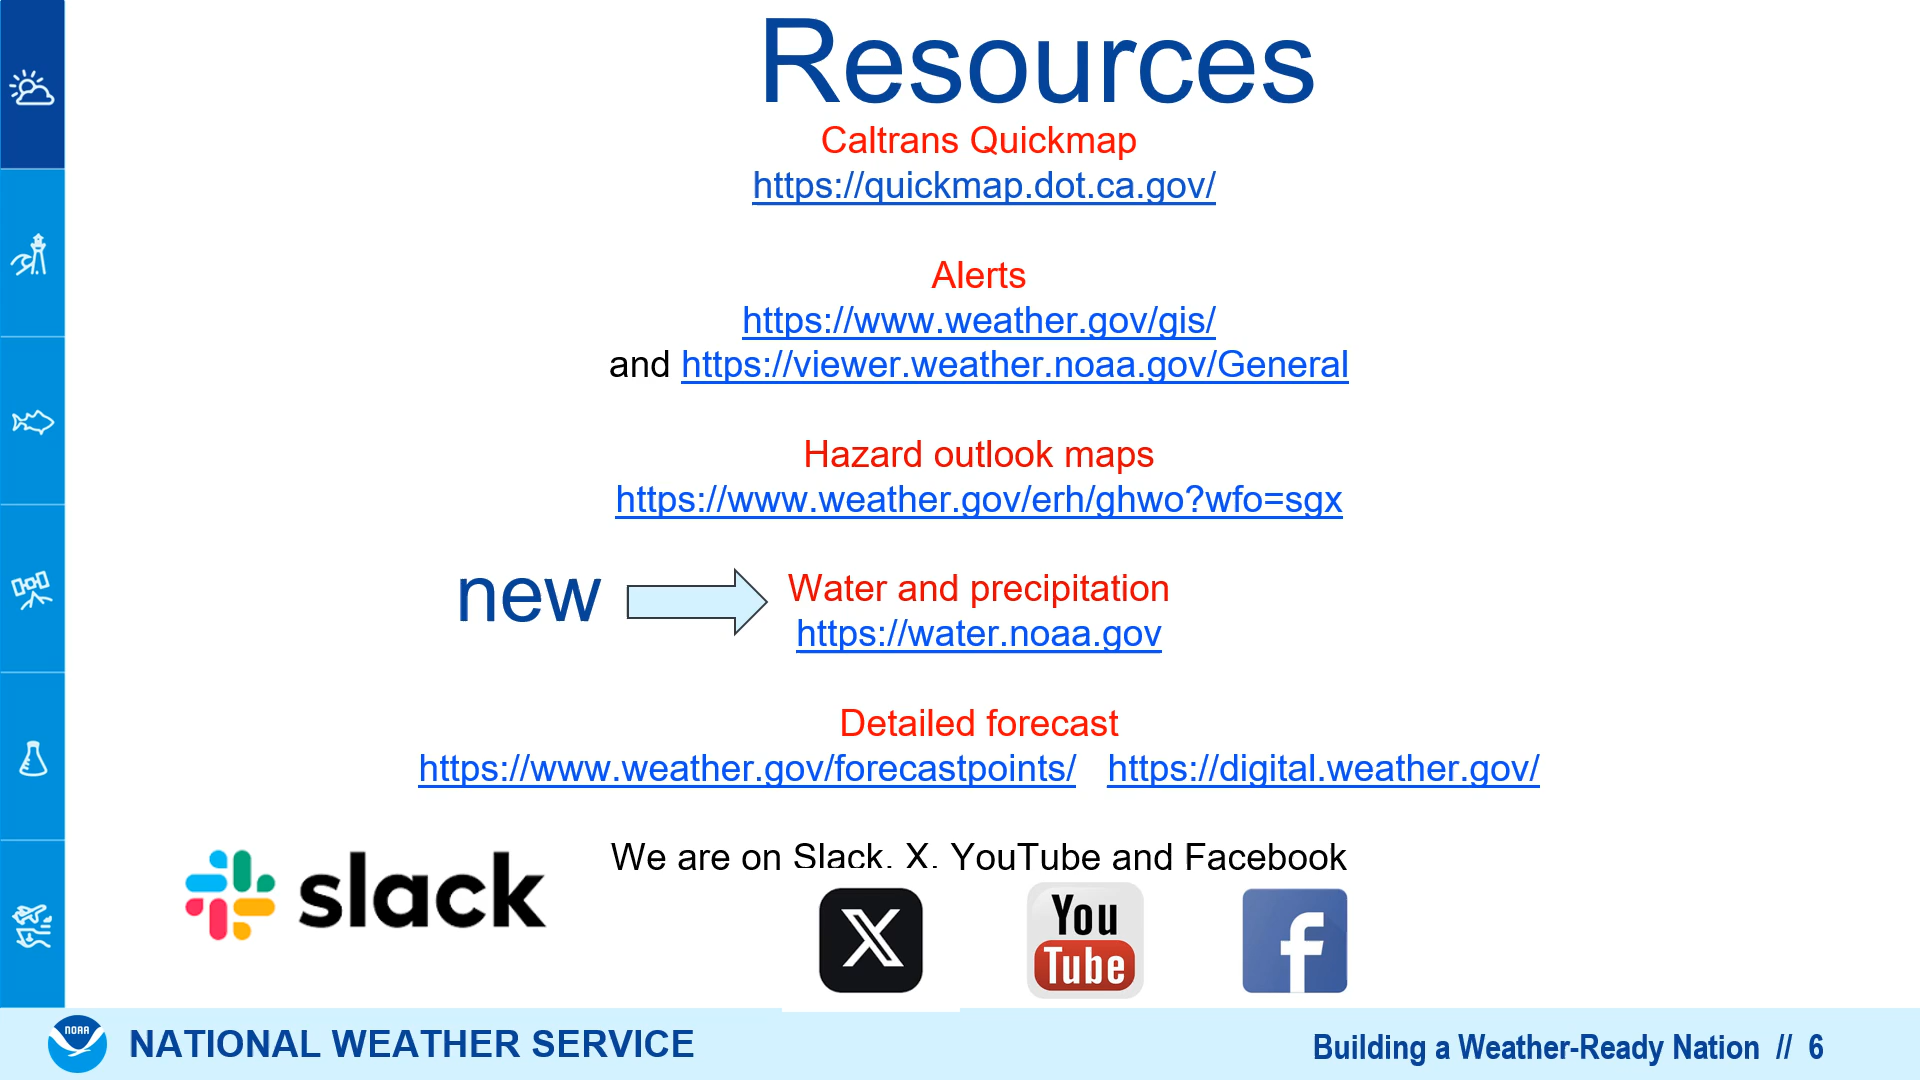 Resources
Caltrans Quickmap
https://quickmap.dot.ca.gov/
Alerts
https://www.weather.gov/gis/
and https://viewer.weather.noaa.gov/General
Hazard outlook maps
https://www.weather.gov/erh/ghwo?wfo=sgx
new
Water and precipitation
https://water.noaa.gov
Detailed forecast
https://www.weather.gov/forecastpoints/ https://digital.weather.gov/
We are on Slack, X, YouTube and Facebook
slack
X
You
Tube
f
NOAA
NATIONAL WEATHER SERVICE
Building a Weather-Ready Nation // 6